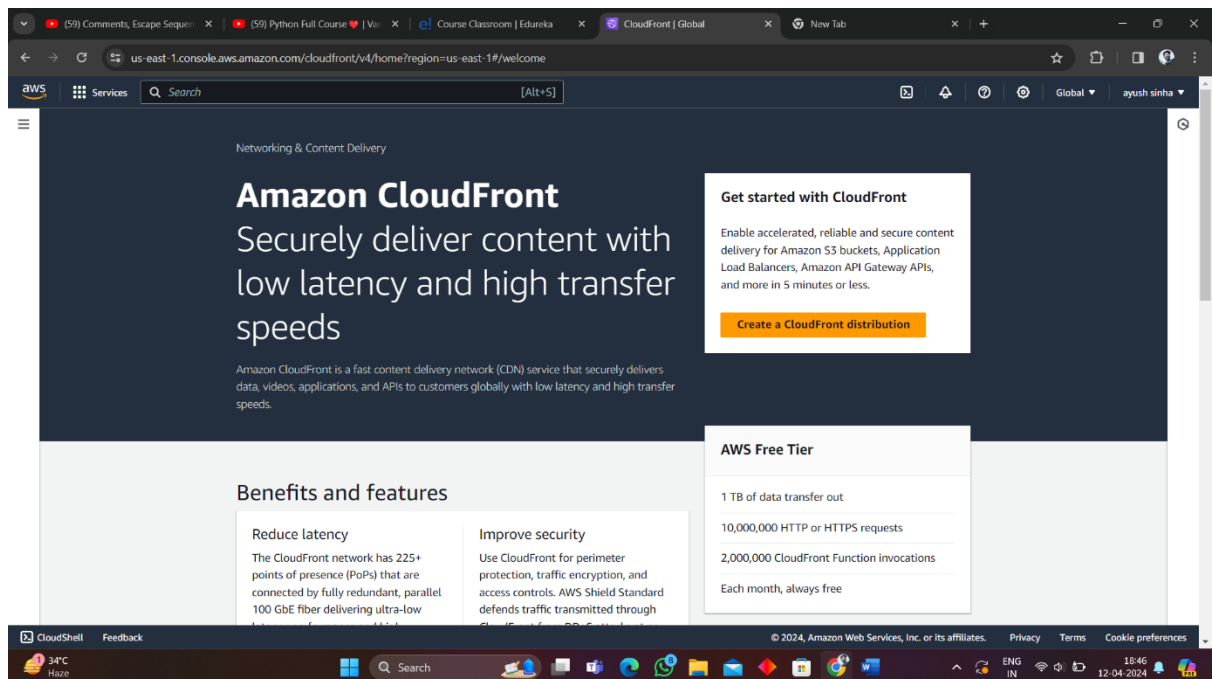 (59) Comments, Escape Sequen
(59) Python Full Course❤️ | Var
Course Classroom | Edureka
CloudFront | Global
New Tab
us-east-1.console.aws.amazon.com/cloudfront/v4/home?region=us-east-1#/welcome
aws
Services
Search
[Alt+S]
Global
ayush sinha
Networking & Content Delivery
Amazon CloudFront
Securely deliver content with
low latency and high transfer
speeds
Amazon CloudFront is a fast content delivery network (CDN) service that securely delivers
data, videos, applications, and APIs to customers globally with low latency and high transfer
speeds.
Get started with CloudFront
Enable accelerated, reliable and secure content
delivery for Amazon S3 buckets, Application
Load Balancers, Amazon API Gateway APIs,
and more in 5 minutes or less.
Create a CloudFront distribution
AWS Free Tier
1 TB of data transfer out
10,000,000 HTTP or HTTPS requests
2,000,000 CloudFront Function invocations
Each month, always free
Benefits and features
Reduce latency
The CloudFront network has 225+
points of presence (PoPs) that are
connected by fully redundant, parallel
100 GbE fiber delivering ultra-low
Improve security
Use CloudFront for perimeter
protection, traffic encryption, and
access controls. AWS Shield Standard
defends traffic transmitted through
CloudShell
Feedback
© 2024, Amazon Web Services, Inc. or its affiliates.
Privacy
Terms
Cookie preferences
1
34°C
Haze
Search
ENG
IN
18:46
12-04-2024